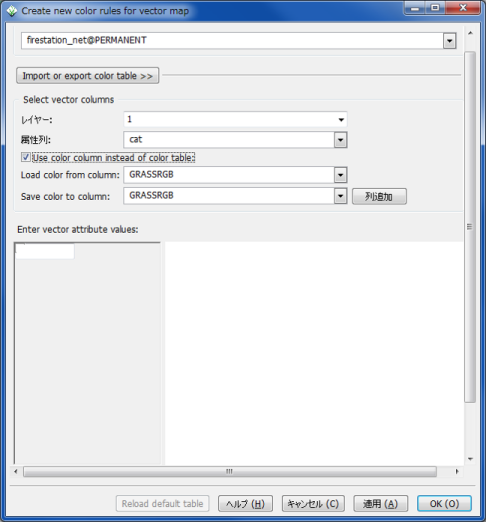 Create new color rules for vector map
firestation_net@PERMANENT
Import or export color table >>
Select vector columns
レイヤー: 1
属性列: cat
Use color column instead of color table:
Load color from column: GRASSRGB
Save color to column: GRASSRGB 列追加
Enter vector attribute values:
Reload default table ヘルプ (H) キャンセル (C) 適用 (A) OK (O)